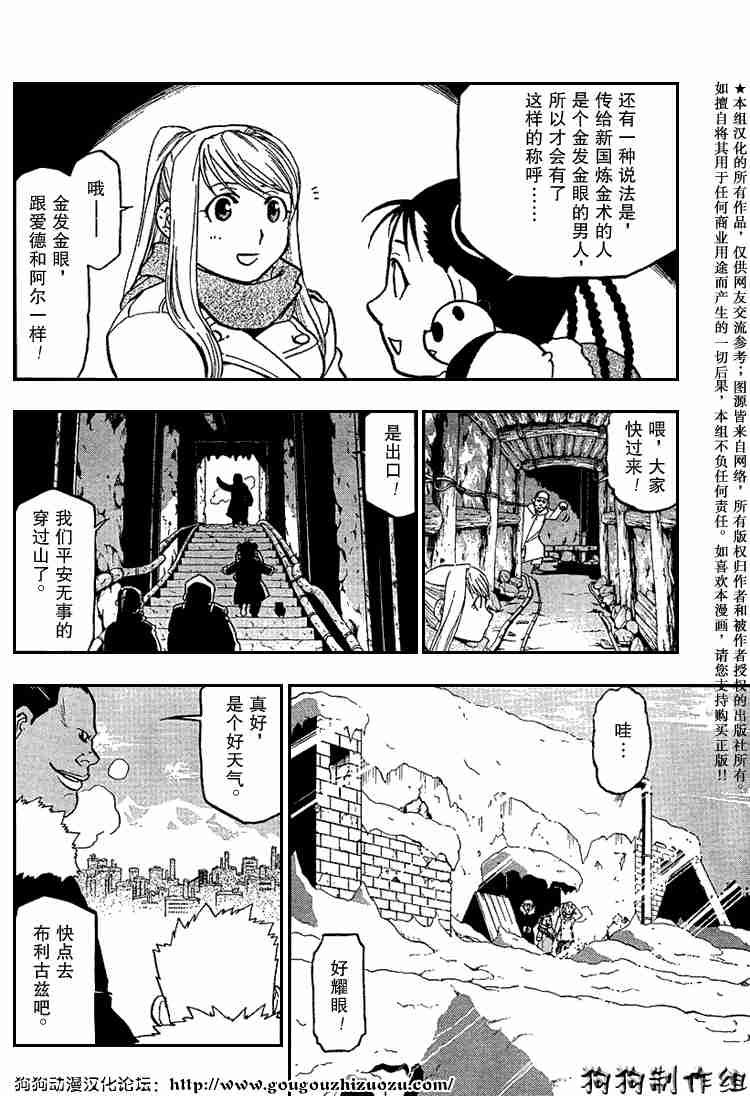 还有一种说法是，
传给新国炼金术的人
是个金发金眼的男人，
所以才会有了
这样的称呼……
哦——
金发金眼，
跟爱德和阿尔一样！
喂，大家
快过来！
是出口！
我们平安无事的
穿过山了。
哇…
好耀眼！
真好，
是个好天气。
快点去
布利古兹吧。
★本组汉化的所有作品，仅供网友交流参考；图源皆来自网络，所有版权归作者和被作者授权的出版社所有。
如擅自将其用于任何商业用途而产生的一切后果，本组不负任何责任。如喜欢本漫画，请您支持购买正版!!
狗狗动漫汉化论坛：http://www.gougouzhizuozu.com/
狗狗制作组